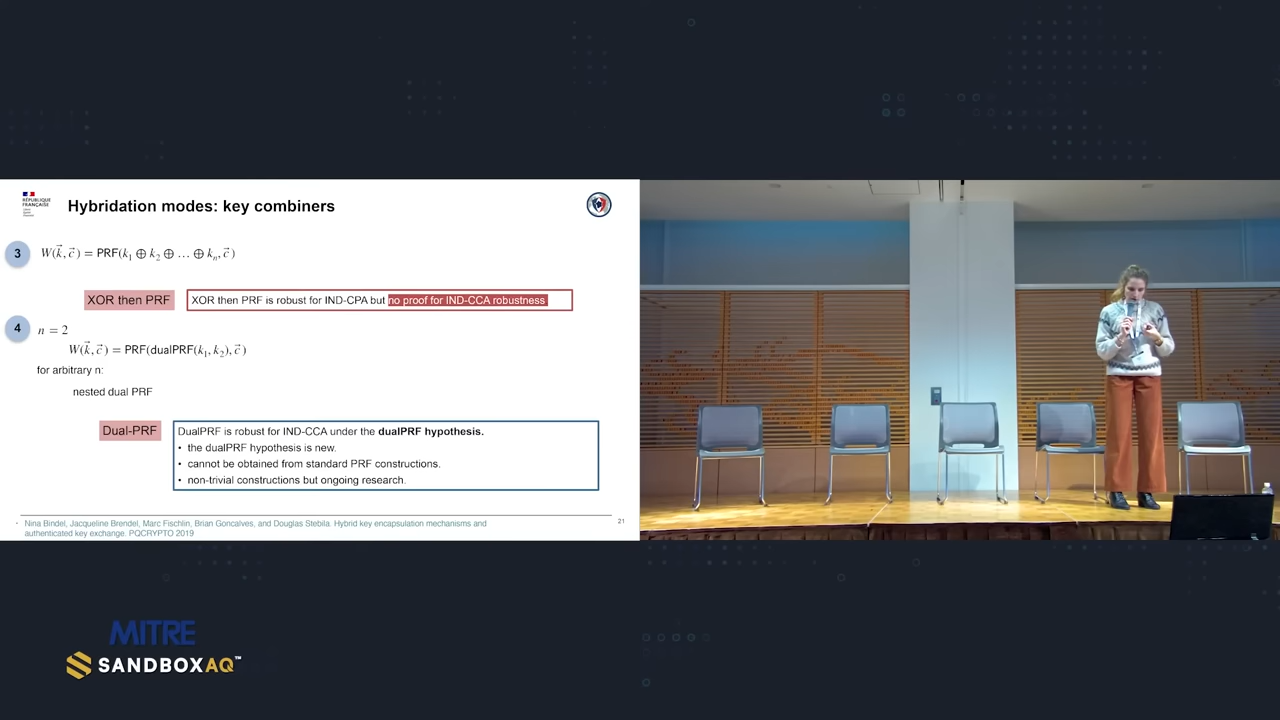 RÉPUBLIQUE
FRANÇAISE
Hybridation modes: key combiners
3
W(k⃗, c⃗) = PRF(k₁ ⊕ k₂ ⊕ … ⊕ kₙ, c⃗)
XOR then PRF
XOR then PRF is robust for IND-CPA but no proof for IND-CCA robustness
4
n = 2
W(k⃗, c⃗) = PRF(dualPRF(k₁, k₂), c⃗)
for arbitrary n:
nested dual PRF
Dual-PRF
DualPRF is robust for IND-CCA under the dualPRF hypothesis.
• the dualPRF hypothesis is new.
• cannot be obtained from standard PRF constructions.
• non-trivial constructions but ongoing research.
21
• Nina Bindel, Jacqueline Brendel, Marc Fischlin, Brian Goncalves, and Douglas Stebila. Hybrid key encapsulation mechanisms and
authenticated key exchange. PQCRYPTO 2019
MITRE
SANDBOXAQ™